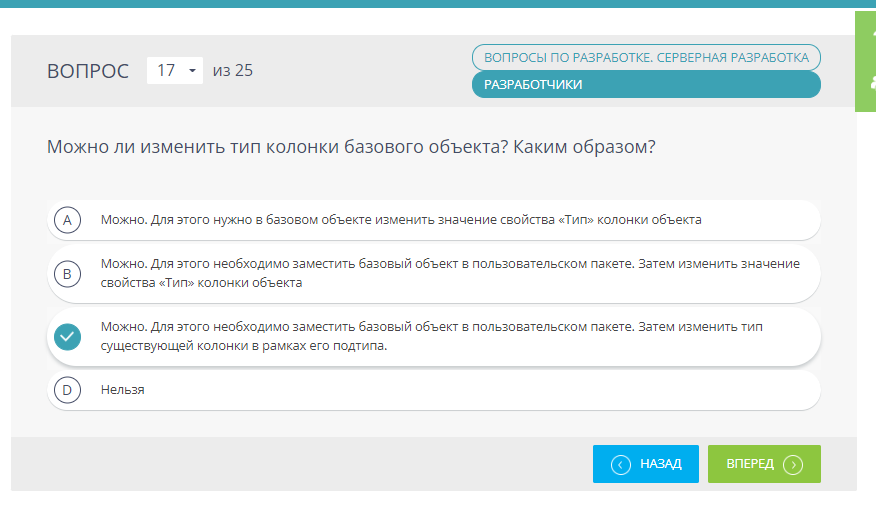 ВОПРОС 17 из 25
ВОПРОСЫ ПО РАЗРАБОТКЕ. СЕРВЕРНАЯ РАЗРАБОТКА
РАЗРАБОТЧИКИ
Можно ли изменить тип колонки базового объекта? Каким образом?
A Можно. Для этого нужно в базовом объекте изменить значение свойства «Тип» колонки объекта
B Можно. Для этого необходимо заместить базовый объект в пользовательском пакете. Затем изменить значение
свойства «Тип» колонки объекта
Можно. Для этого необходимо заместить базовый объект в пользовательском пакете. Затем изменить тип
существующей колонки в рамках его подтипа.
D Нельзя
НАЗАД ВПЕРЕД